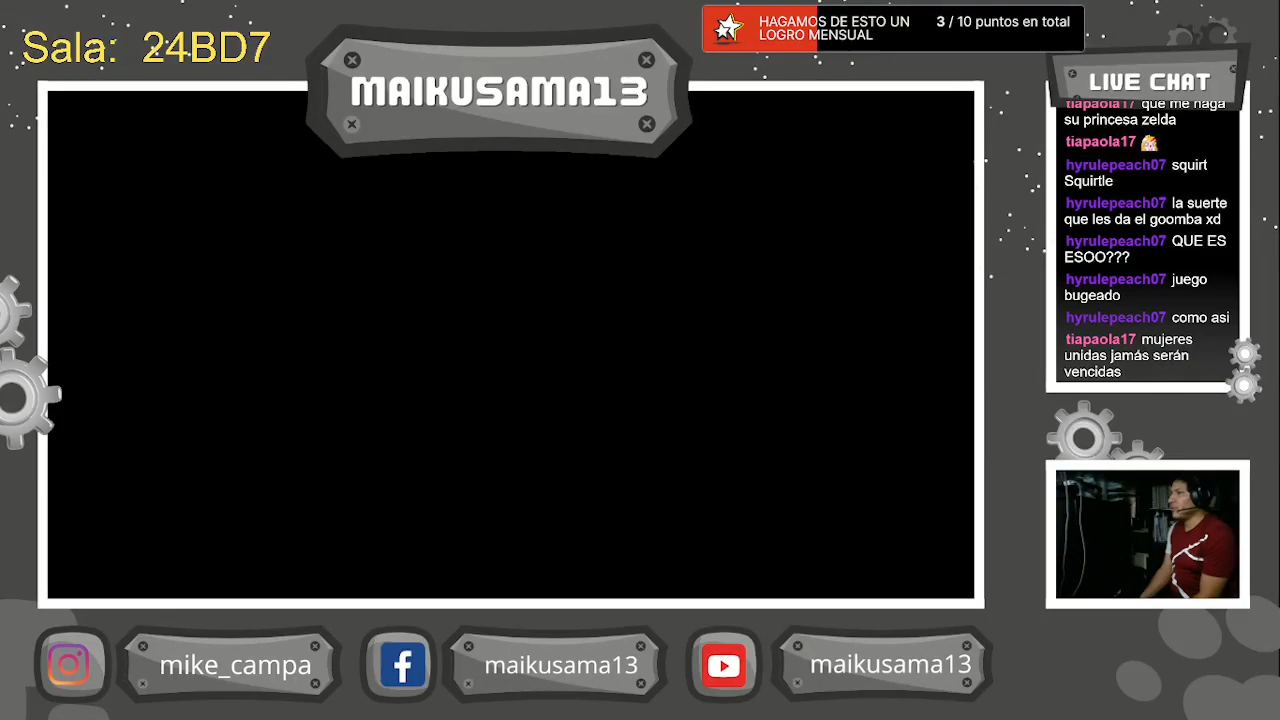 Sala: 24BD7
MAIKUSAMA13
HAGAMOS DE ESTO UN
LOGRO MENSUAL
3 / 10 puntos en total
LIVE CHAT
tiapaola17 que me haga
su princesa zelda
tiapaola17
hyrulepeach07 squirt
Squirtle
hyrulepeach07 la suerte
que les da el goomba xd
hyrulepeach07 QUE ES
ESOO???
hyrulepeach07 juego
bugeado
hyrulepeach07 como asi
tiapaola17 mujeres
unidas jamás serán
vencidas
mike_campa
maikusama13
maikusama13